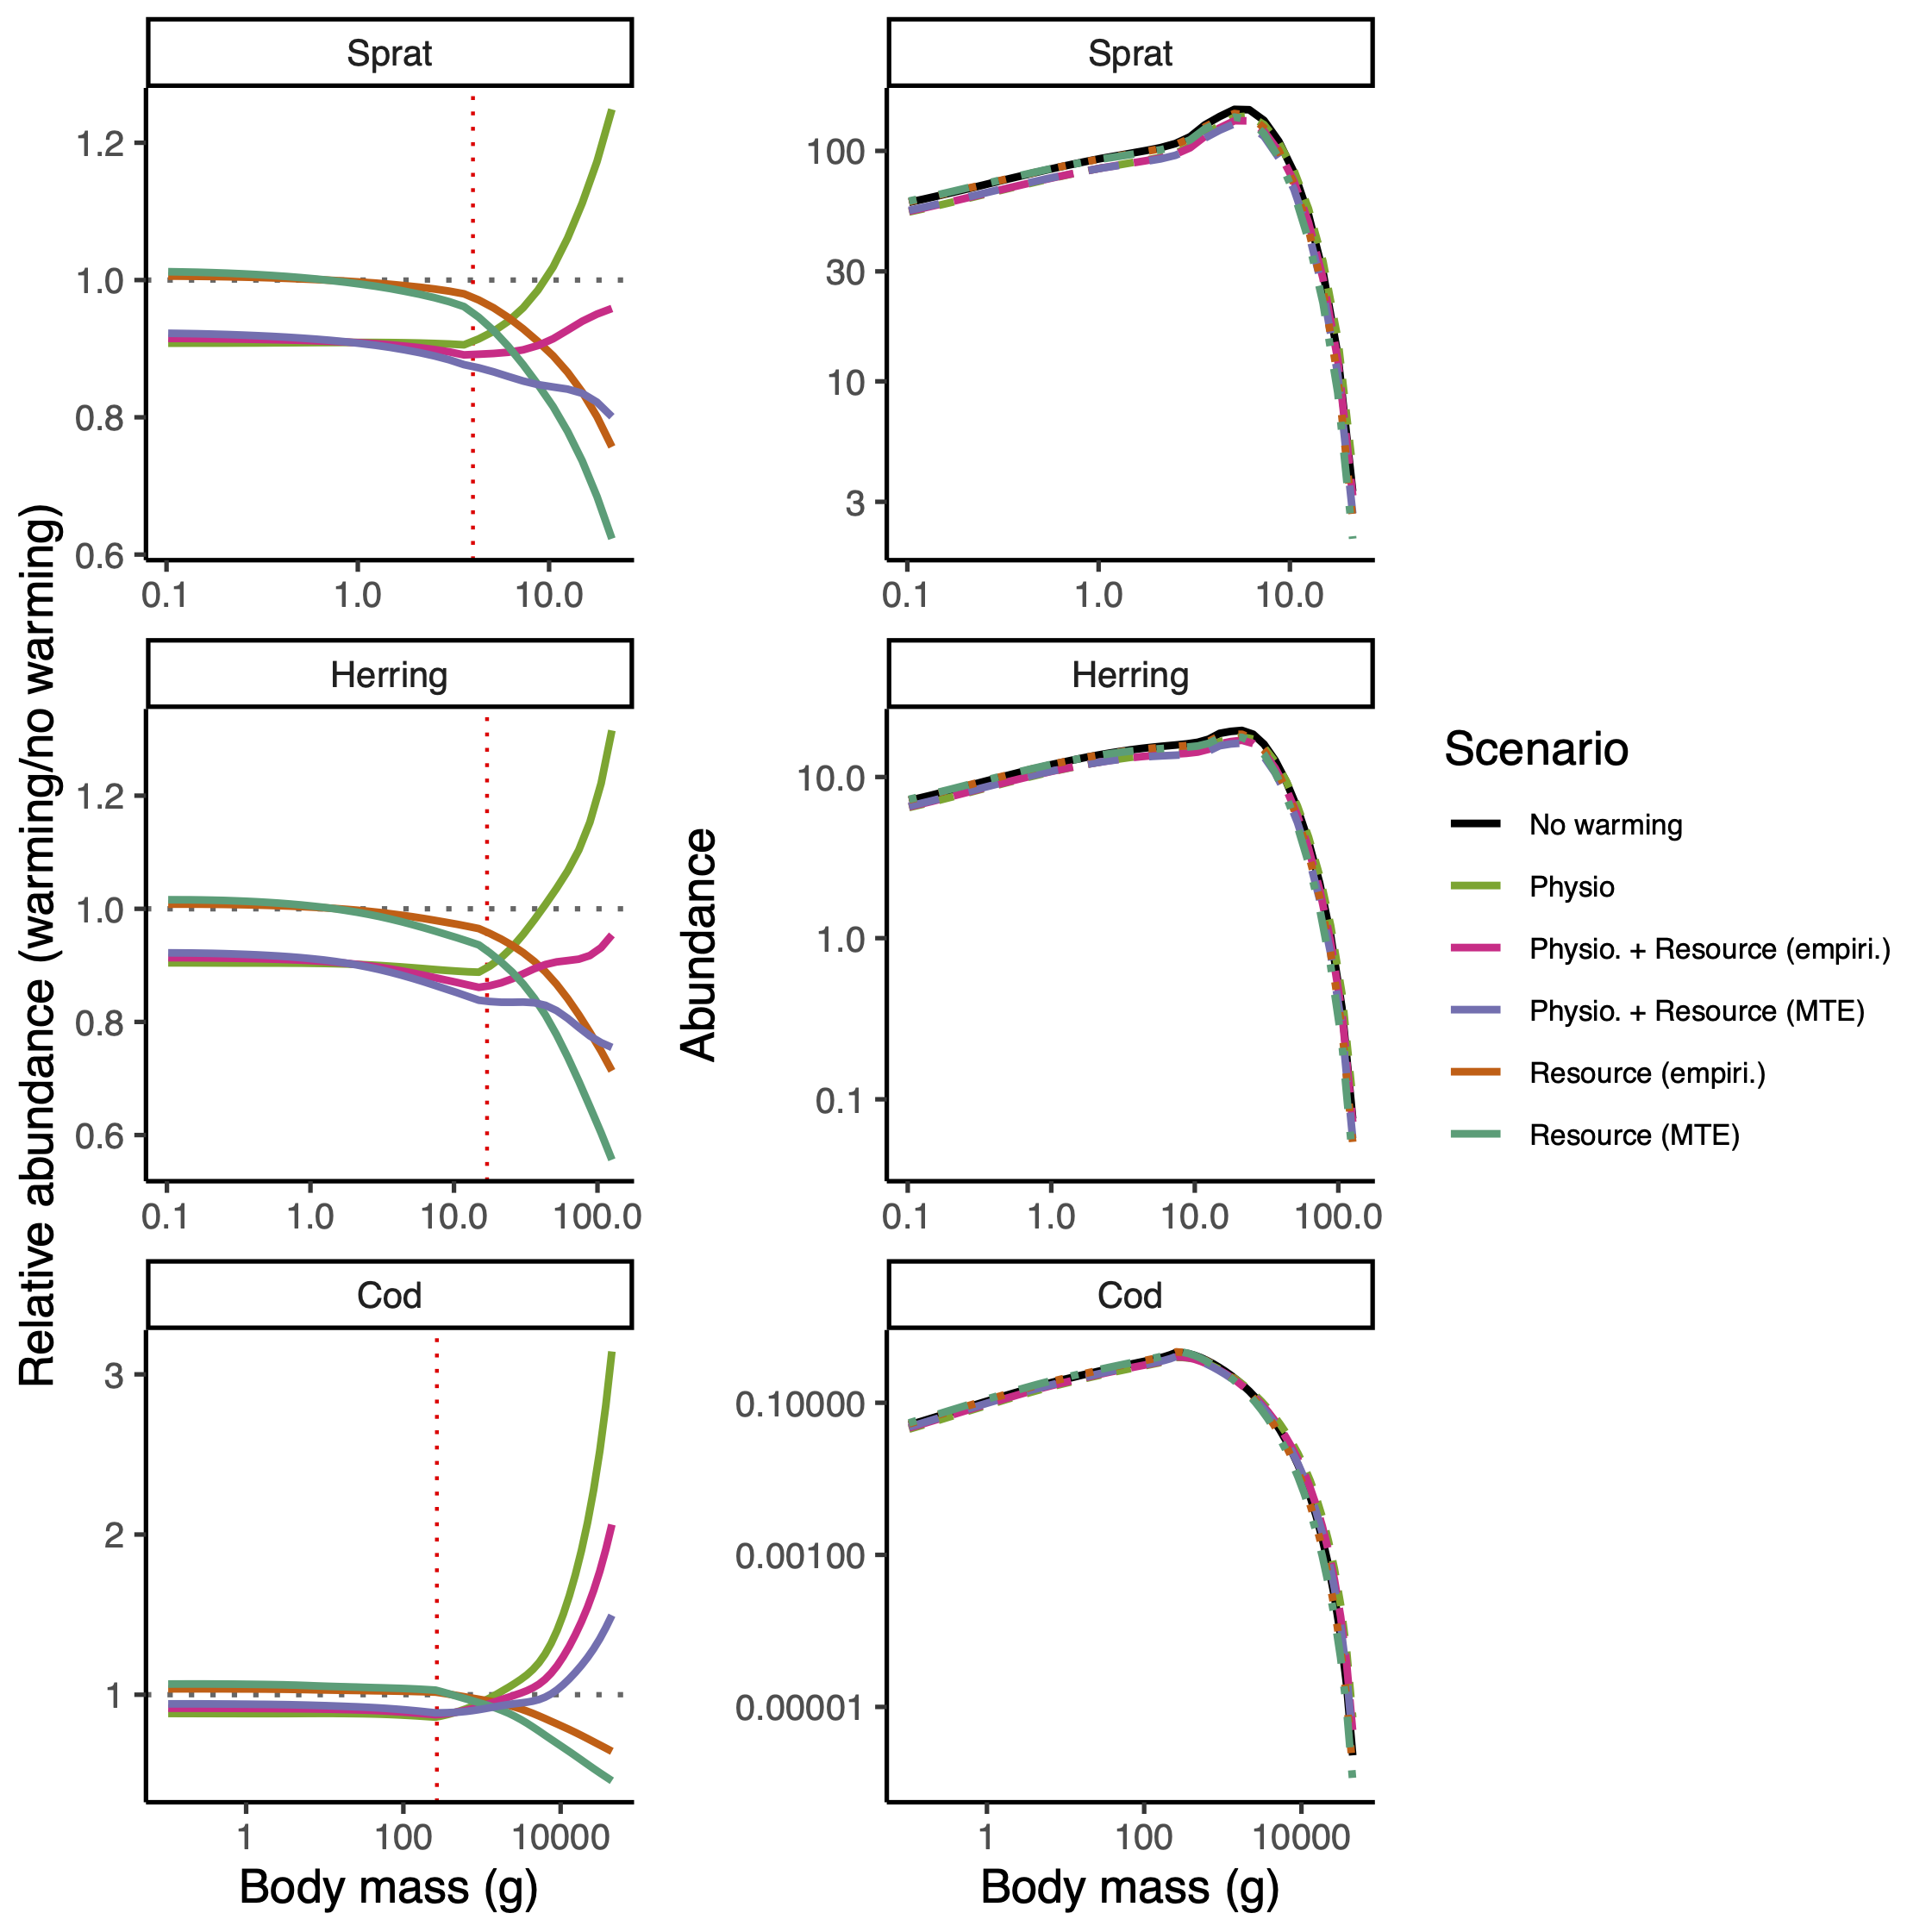 Sprat
Sprat
1.2
1.0
0.8
0.6
0.1
1.0
10.0
100
30
10
3
0.1
1.0
10.0
Herring
Herring
1.2
1.0
0.8
0.6
0.1
1.0
10.0
100.0
10.0
1.0
0.1
0.1
1.0
10.0
100.0
Cod
Cod
3
2
1
1
100
10000
0.10000
0.00100
0.00001
1
100
10000
Relative abundance (warming/no warming)
Abundance
Body mass (g)
Body mass (g)
Scenario
No warming
Physio
Physio. + Resource (empiri.)
Physio. + Resource (MTE)
Resource (empiri.)
Resource (MTE)